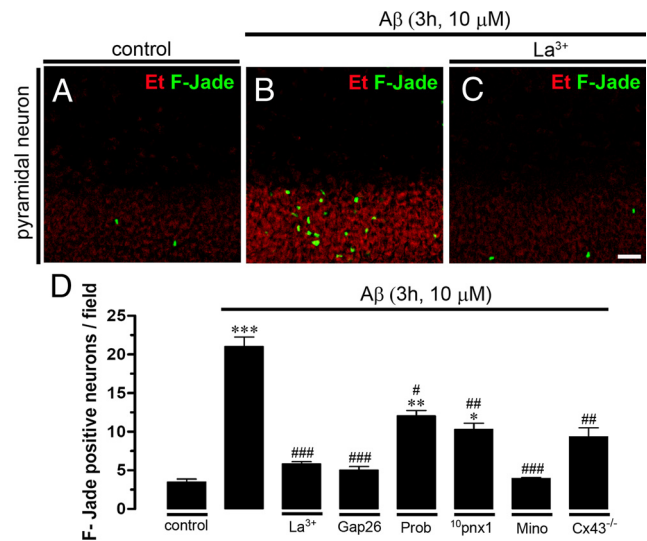 Aβ (3h, 10 μM)
control
La³⁺
pyramidal neuron
A
Et F-Jade
B
Et F-Jade
C
Et F-Jade
D
Aβ (3h, 10 μM)
F- Jade positive neurons / field
25
20
15
10
5
0
***
###
###
#
**
##
*
###
##
control
La³⁺
Gap26
Prob
¹⁰pnx1
Mino
Cx43⁻/⁻